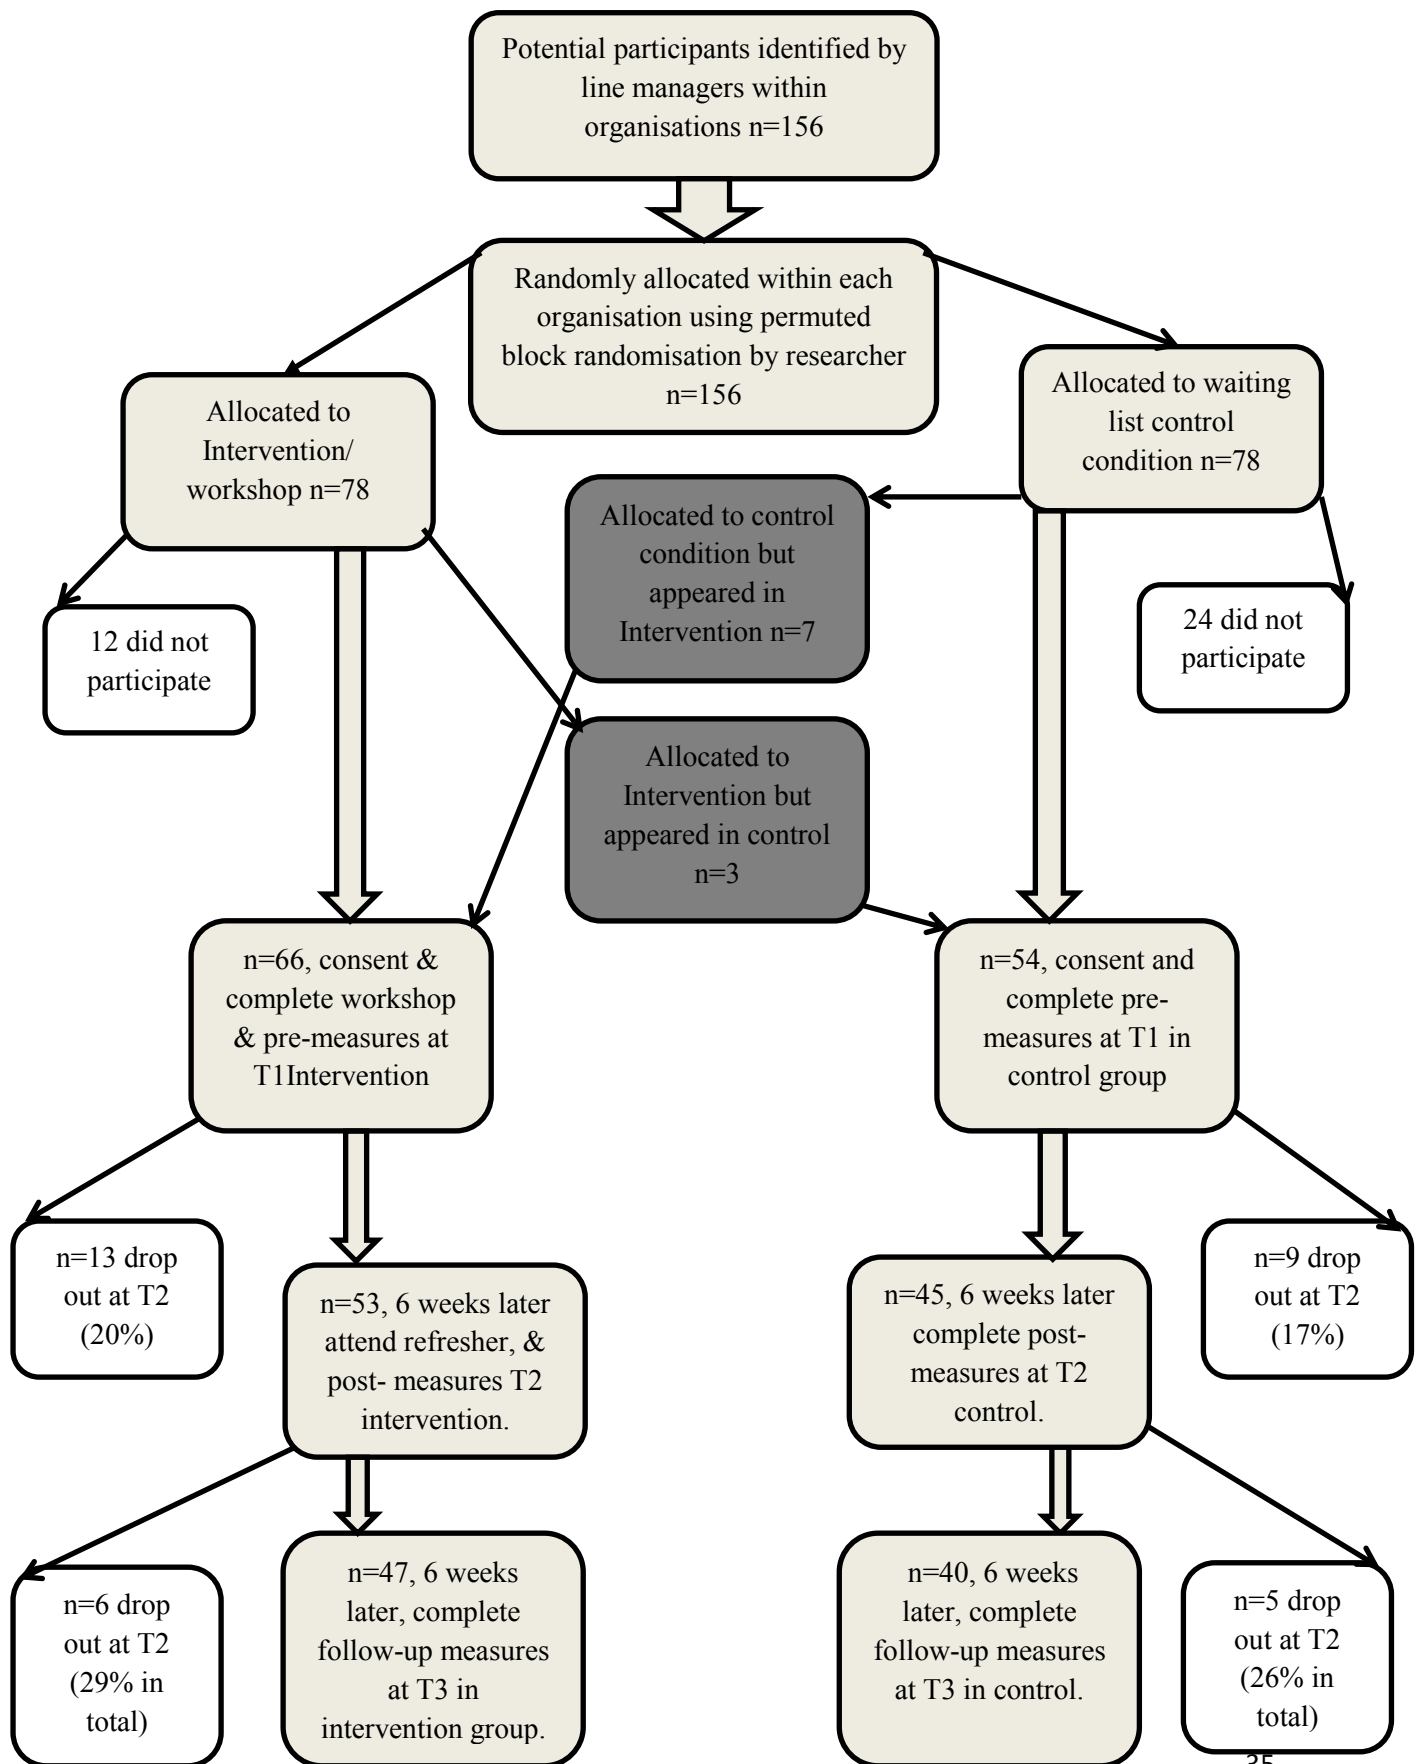 Potential participants identified by
line managers within
organisations n=156
Randomly allocated within each
organisation using permuted
block randomisation by researcher
n=156
Allocated to
Intervention/
workshop n=78
Allocated to waiting
list control
condition n=78
Allocated to control
condition but
appeared in
Intervention n=7
12 did not
participate
24 did not
participate
Allocated to
Intervention but
appeared in control
n=3
n=66, consent &
complete workshop
& pre-measures at
T1Intervention
n=54, consent and
complete pre-
measures at T1 in
control group
n=13 drop
out at T2
(20%)
n=53, 6 weeks later
attend refresher, &
post- measures T2
intervention.
n=45, 6 weeks later
complete post-
measures at T2
control.
n=9 drop
out at T2
(17%)
n=6 drop
out at T2
(29% in
total)
n=47, 6 weeks
later, complete
follow-up measures
at T3 in
intervention group.
n=40, 6 weeks
later, complete
follow-up measures
at T3 in control.
n=5 drop
out at T2
(26% in
total)